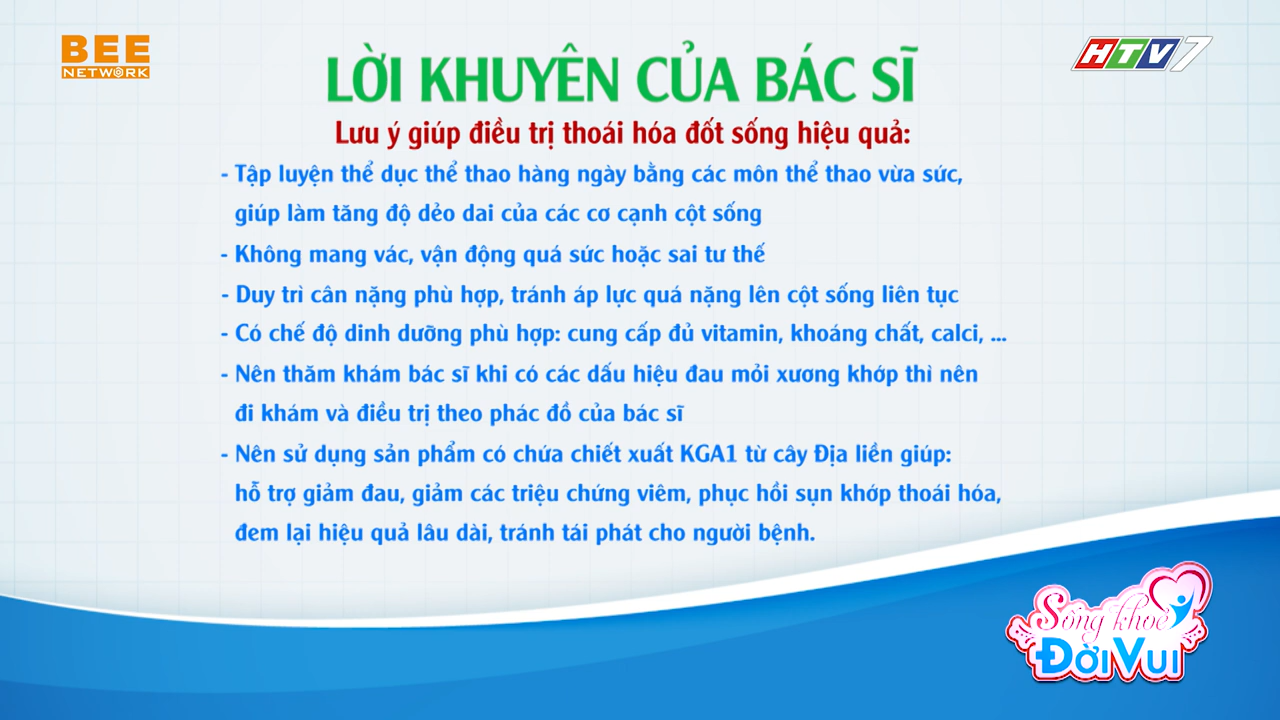 BEE
NETWORK
HTV7
LỜI KHUYÊN CỦA BÁC SĨ
Lưu ý giúp điều trị thoái hóa đốt sống hiệu quả:
- Tập luyện thể dục thể thao hàng ngày bằng các môn thể thao vừa sức,
giúp làm tăng độ dẻo dai của các cơ cạnh cột sống
- Không mang vác, vận động quá sức hoặc sai tư thế
- Duy trì cân nặng phù hợp, tránh áp lực quá nặng lên cột sống liên tục
- Có chế độ dinh dưỡng phù hợp: cung cấp đủ vitamin, khoáng chất, calci, ...
- Nên thăm khám bác sĩ khi có các dấu hiệu đau mỏi xương khớp thì nên
đi khám và điều trị theo phác đồ của bác sĩ
- Nên sử dụng sản phẩm có chứa chiết xuất KGA1 từ cây Địa liền giúp:
hỗ trợ giảm đau, giảm các triệu chứng viêm, phục hồi sụn khớp thoái hóa,
đem lại hiệu quả lâu dài, tránh tái phát cho người bệnh.
Sống khoẻ
ĐỜI VUI